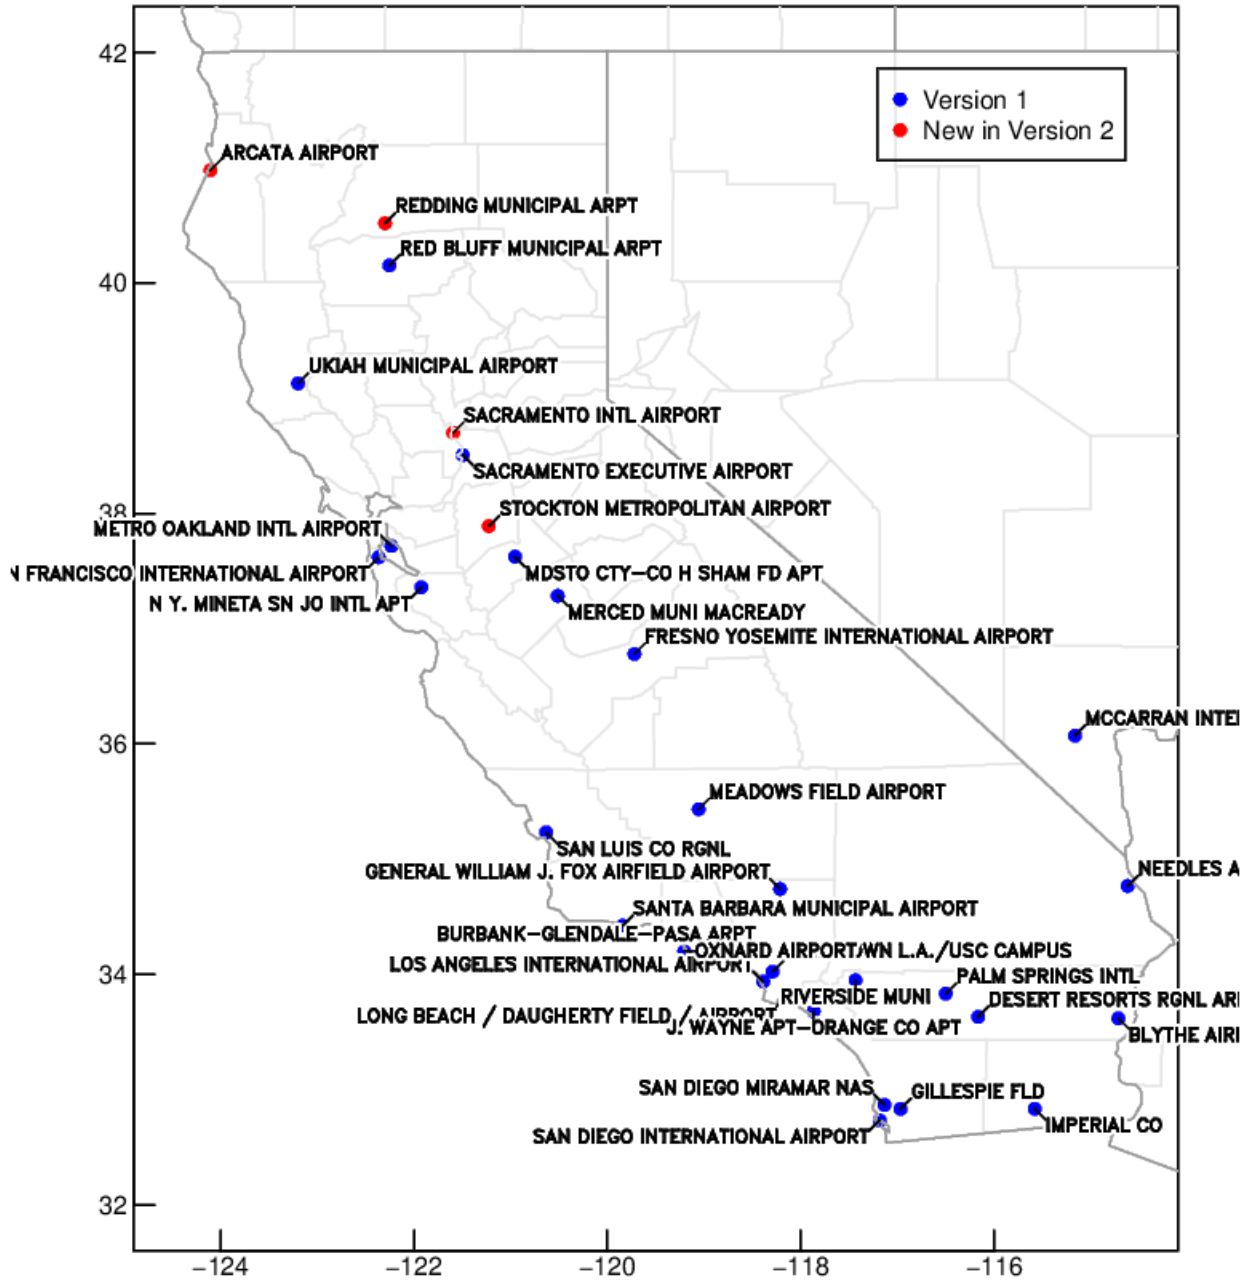 42
Version 1
New in Version 2
ARCATA AIRPORT
REDDING MUNICIPAL ARPT
RED BLUFF MUNICIPAL ARPT
40
UKIAH MUNICIPAL AIRPORT
SACRAMENTO INTL AIRPORT
SACRAMENTO EXECUTIVE AIRPORT
STOCKTON METROPOLITAN AIRPORT
38
METRO OAKLAND INTL AIRPORT
N FRANCISCO INTERNATIONAL AIRPORT
MDSTO CTY-CO H SHAM FD APT
N Y. MINETA SN JO INTL APT
MERCED MUNI MACREADY
FRESNO YOSEMITE INTERNATIONAL AIRPORT
MCCARRAN INTE
36
MEADOWS FIELD AIRPORT
SAN LUIS CO RGNL
GENERAL WILLIAM J. FOX AIRFIELD AIRPORT
NEEDLES A
SANTA BARBARA MUNICIPAL AIRPORT
BURBANK-GLENDALE-PASA ARPT
OXNARD AIRPORT
WN L.A./USC CAMPUS
LOS ANGELES INTERNATIONAL AIRPORT
34
PALM SPRINGS INTL
RIVERSIDE MUNI
DESERT RESORTS RGNL AR
LONG BEACH / DAUGHERTY FIELD / AIRPORT
J. WAYNE APT-ORANGE CO APT
BLYTHE AIR
SAN DIEGO MIRAMAR NAS
GILLESPIE FLD
IMPERIAL CO
SAN DIEGO INTERNATIONAL AIRPORT
32
-124
-122
-120
-118
-116